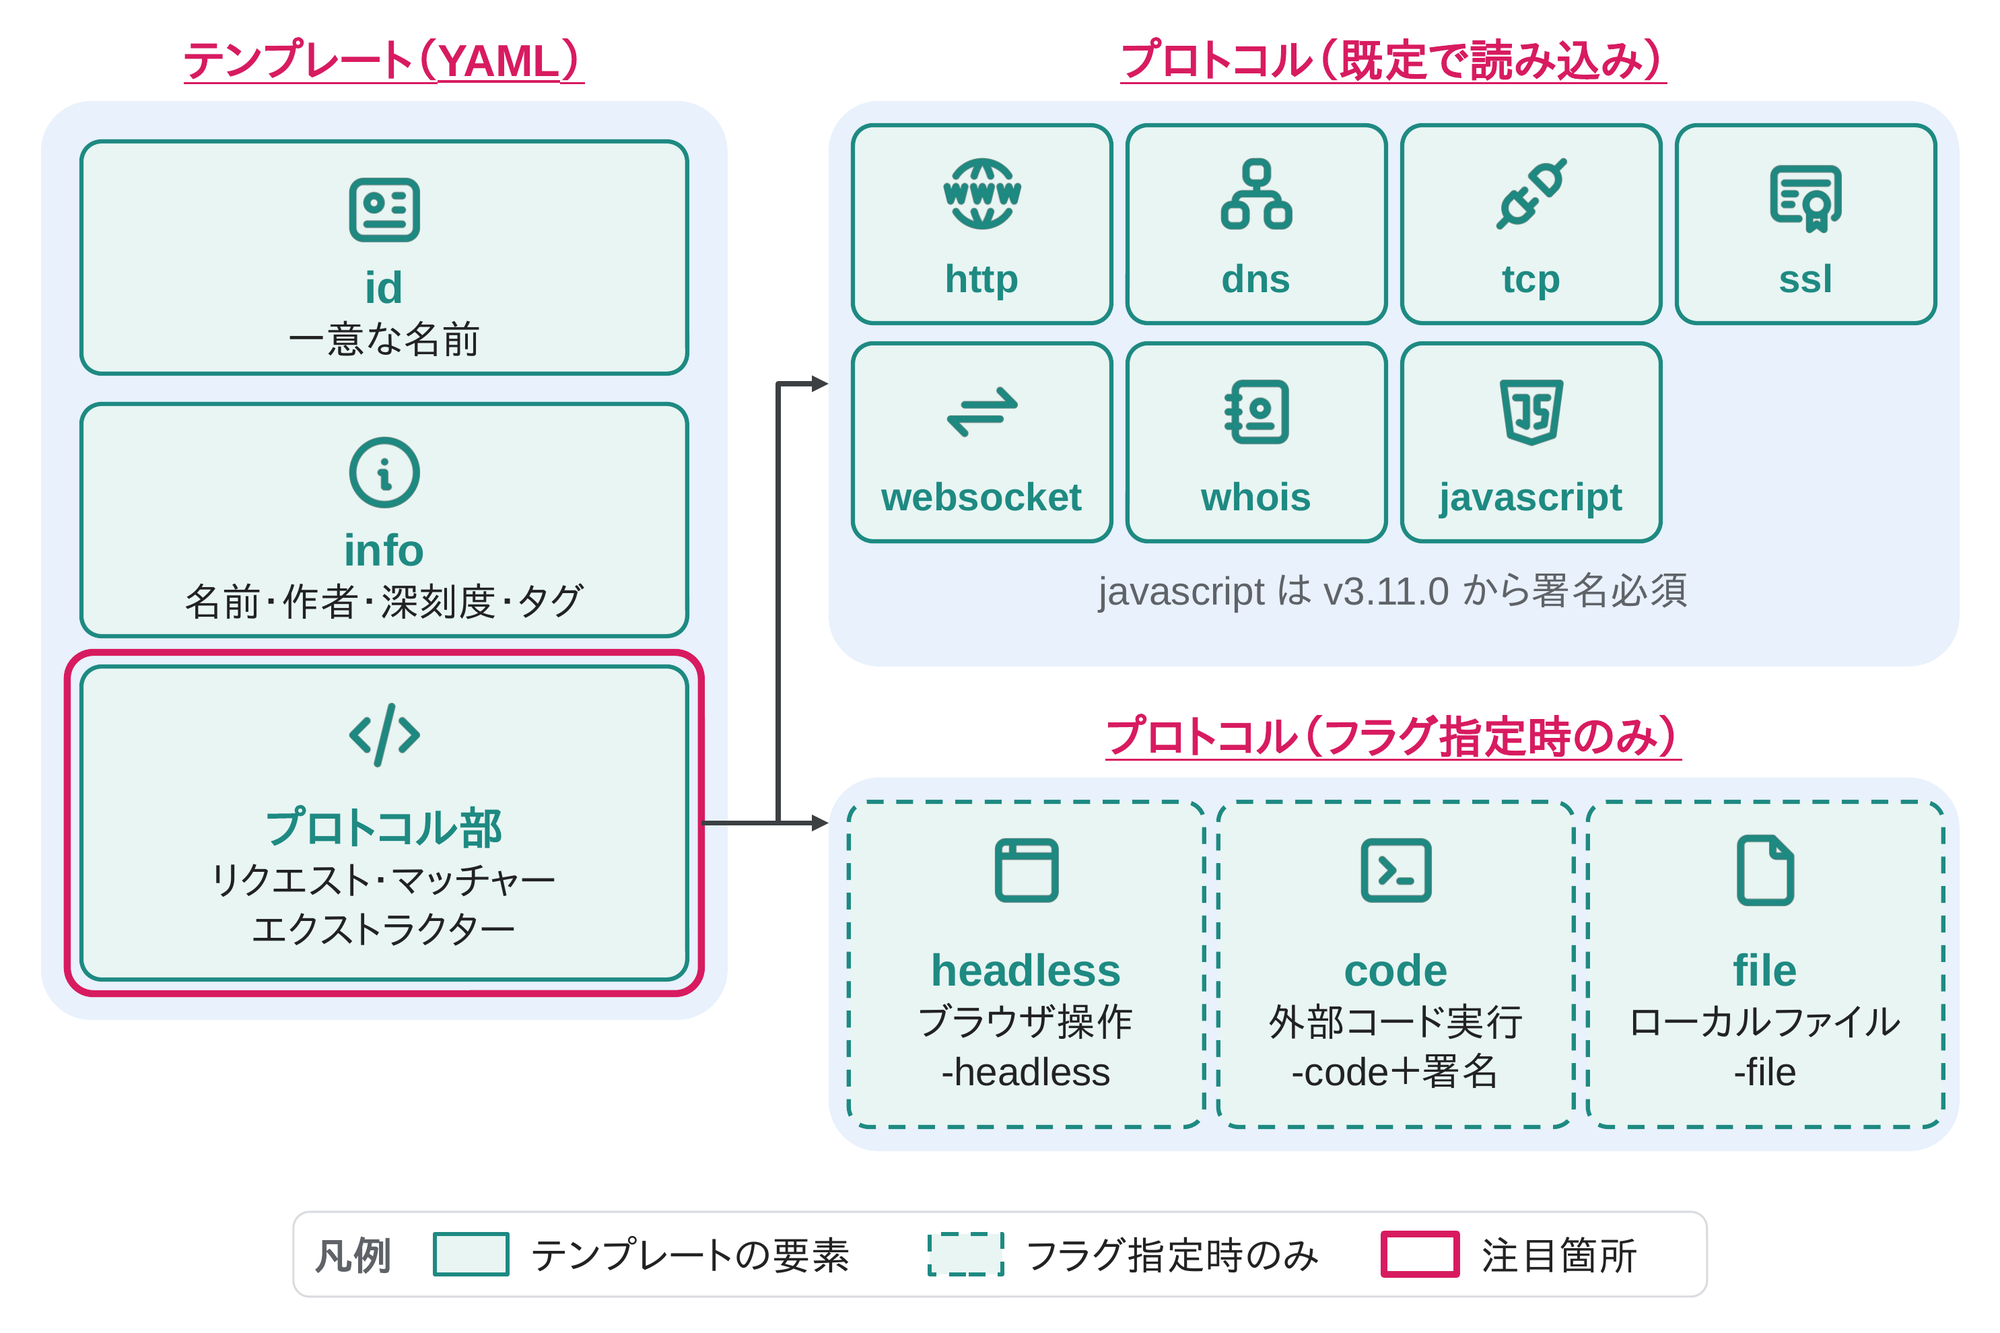 テンプレート（YAML）
id
一意な名前
info
名前・作者・深刻度・タグ
プロトコル部
リクエスト・マッチャー
エクストラクター
プロトコル（既定で読み込み）
WWW
http
dns
tcp
ssl
websocket
whois
JS
javascript
javascript は v3.11.0 から署名必須
プロトコル（フラグ指定時のみ）
headless
ブラウザ操作
-headless
code
外部コード実行
-code＋署名
file
ローカルファイル
-file
凡例 テンプレートの要素 フラグ指定時のみ 注目箇所